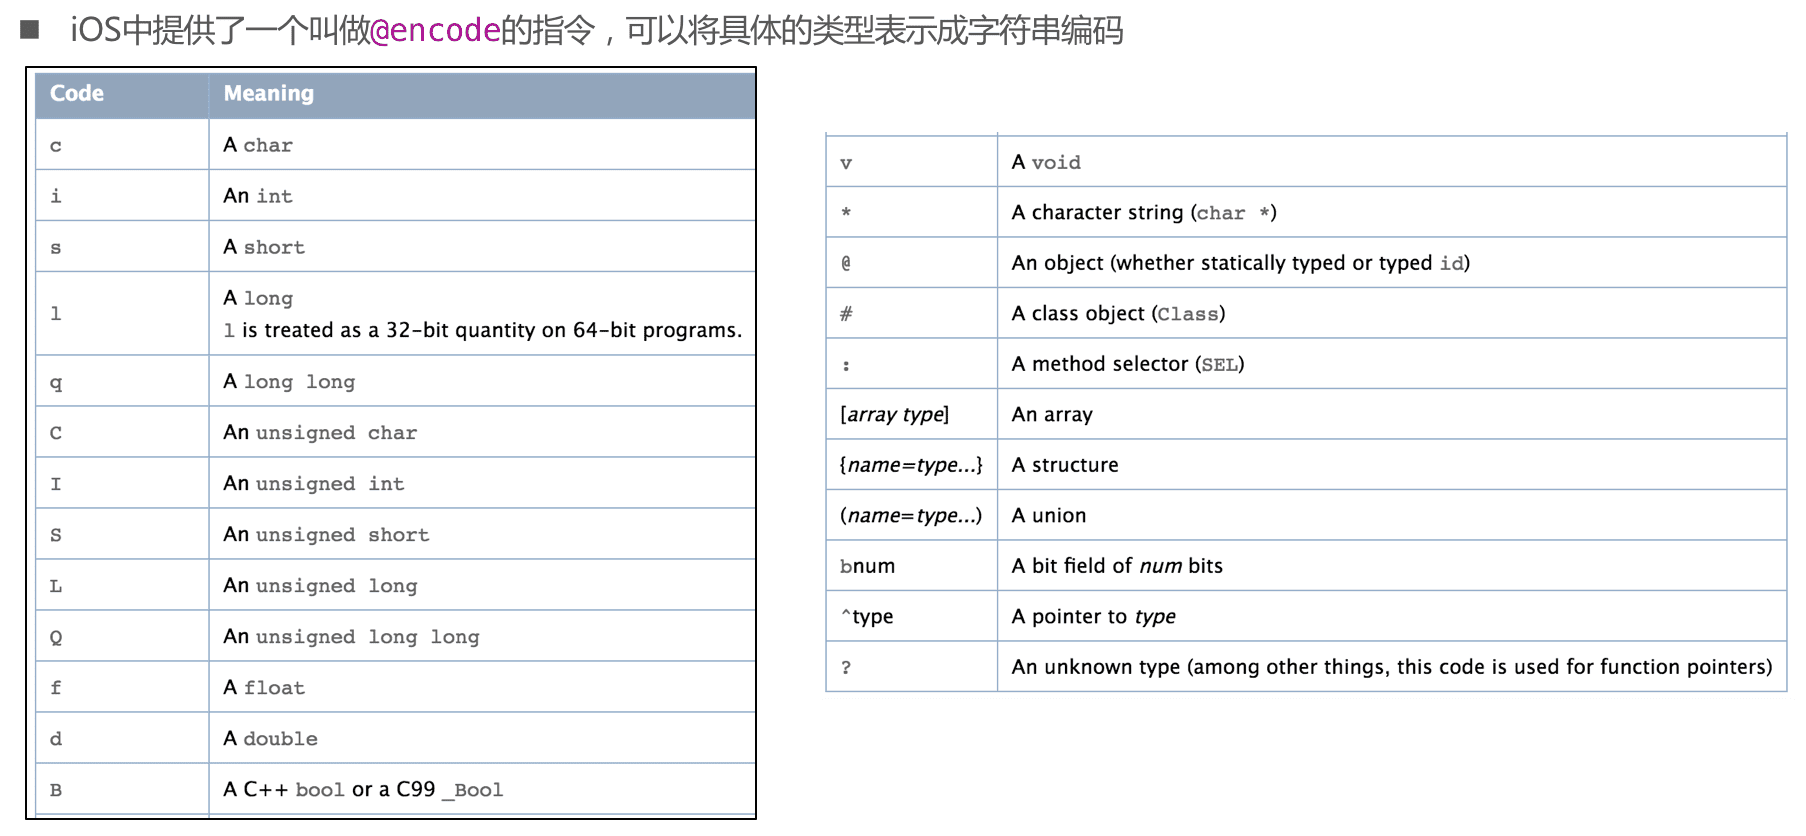 ■ iOS中提供了一个叫做@encode的指令，可以将具体的类型表示成字符串编码
Code Meaning
c A char
i An int
s A short
l A long
l is treated as a 32-bit quantity on 64-bit programs.
q A long long
C An unsigned char
I An unsigned int
S An unsigned short
L An unsigned long
Q An unsigned long long
f A float
d A double
B A C++ bool or a C99 _Bool
v A void
* A character string (char *)
@ An object (whether statically typed or typed id)
# A class object (Class)
: A method selector (SEL)
[array type] An array
{name=type...} A structure
(name=type...) A union
bnum A bit field of num bits
^type A pointer to type
? An unknown type (among other things, this code is used for function pointers)